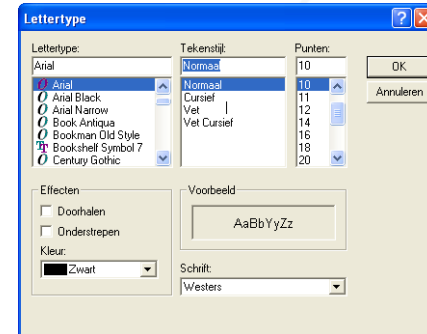 Lettertype
Lettertype:
Tekenstijl:
Punten:
Arial
Normaal
10
OK
Annuleren
Arial
Arial Black
Arial Narrow
Book Antiqua
Bookman Old Style
Bookshelf Symbol 7
Century Gothic
Normaal
Cursief
Vet
Vet Cursief
10
11
12
14
16
18
20
Effecten
Doorhalen
Onderstrepen
Kleur:
Zwart
Voorbeeld
AaBbYyZz
Schrift:
Westers